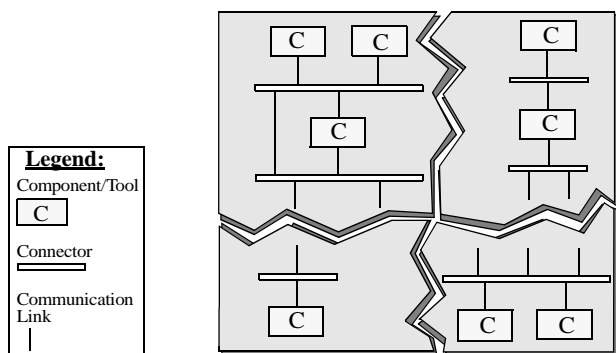 C C C
C C
Legend:
Component/Tool
C
Connector
Communication
Link
C C C